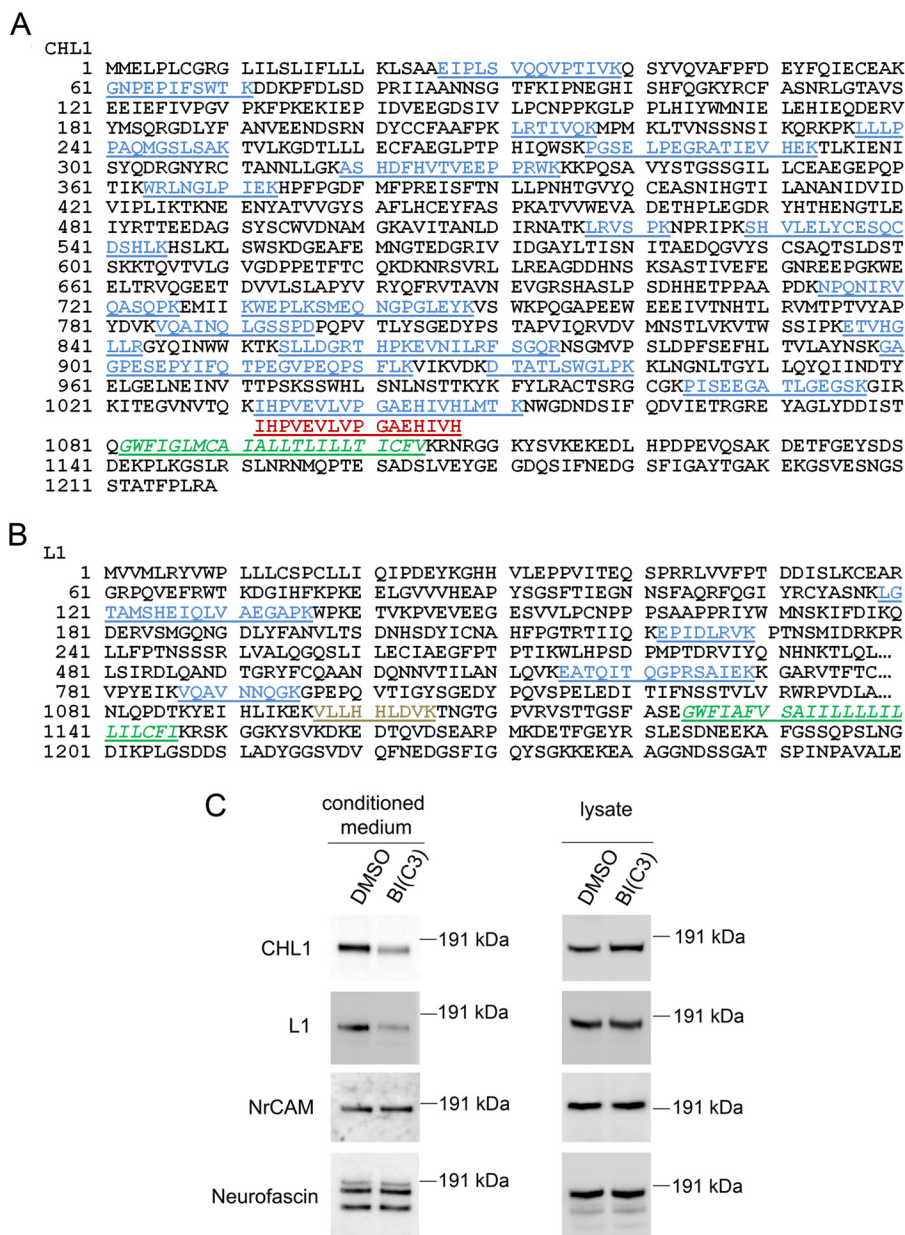 A
CHL1
1 MMELPLCGRG LILSLIFLLL KLSAAEIPLS VQQVPTIVKQ SYVQVAFPFD EYFQIECEAK
61 GNPEPIFSWT KDDKPFDLSD PRIIAANNSG TFKIPNEGHI SHFQGKYRCF ASNRLGTAVS
121 EEIEFIVPGV PKFPKEKIEP IDVEEGDSIV LPCNPPKGLP PLHIYWMNIE LEHIEQDERV
181 YMSQRGDLYF ANVEENDSRN DYCCFAAFPK LRTIVQKMPM KLTVNSSNSI KQRKPKLLLP
241 PAQMGSLSAK TVLKGDTLLL ECFAEGLPTP HIQWSKPGSE LPEGRATIEV HEKTLKIENI
301 SYQDRGNYRC TANNLLGKAS HDFHVTVEEP PRWKKKPQSA VYSTGSSGIL LCEAEGEPQP
361 TIKWRLNGLP IEKHPFPGDF MFPREISFTN LLPNHTGVYQ CEASNIHGTI LANANIDVID
421 VIPLIKTKNE ENYATVVGYS AFLHCEYFAS PKATVVWEVA DETHPLEGDR YHTHENGTLE
481 IYRTTEEDAG SYSCWVDNAM GKAVITANLD IRNATKLRVS PKNPRIPKSH VLELYCESQC
541 DSHLKHSLKL SWSKDGEAFE MNGTEDGRIV IDGAYLTISN ITAEDQGVYS CSAQTSLDST
601 SKKTQVTVLG VGDPPETFTC QKDKNRSVRL LREAGDDHNS KSASTIVEFE GNREEPGKWE
661 ELTRVQGEET DVVLSLAPYV RYQFRVTAVN EVGRSHASLP SDHHETPPAA PDKNPQNIRV
721 QASQPKEMII KWEPLKSMEQ NGPGLEYKVS WKPQGAPEEW EEEIVTNHTL RVMTPTVYAP
781 YDVKVQAINQ LGSSPDPQPV TLYSGEDYPS TAPVIQRVDV MNSTLVKVTW SSIPKETVHG
841 LLRGYQINWW KTKSLLDGRT HPKEVNILRF SGQRNSGMVP SLDPFSEFHL TVLAYNSKGA
901 GPESEPYIFQ TPEGVPEQPS FLKVIKVDKD TATLSWGLPK KLNGNLTGYL LQYQIINDTY
961 ELGELNEINV TTPSKSSWHL SNLNSTTKYK FYLRACTSRG CGKPISEEGA TLGEGSKGIR
1021 KITEGVNVTQ KIHPVEVLVP GAEHIVHLMT KNWGDNDSIF QDVIETRGRE YAGLYDDIST
IHPVEVLVP GAEHIVH
1081 QGWFIGLMCA IALLTLILLT ICFVKRNRGG KYSVKEKEDL HPDPEVQSAK DETFGEYSDS
1141 DEKPLKGSLR SLNRNMQPTE SADSLVEYGE GDQSIFNEDG SFIGAYTGAK EKGSVESNGS
1211 STATFPLRA
B
L1
1 MVVMLRYVWP LLLCSPCLLI QIPDEYKGHH VLEPPVITEQ SPRRLVVFPT DDISLKCEAR
61 GRPQVEFRWT KDGIHFKPKE ELGVVVHEAP YSGSFTIEGN NSFAQRFQGI YRCYASNKLG
121 TAMSHEIQLV AEGAPKWPKE TVKPVEVEEG ESVVLPCNPP PSAAPPRIYW MNSKIFDIKQ
181 DERVSMGQNG DLYFANVLTS DNHSDYICNA HFPGTRTIIQ KEPIDLRVK PTNSMIDRKPR
241 LLFPTNSSSR LVALQGQSLI LECIAEGFPT PTIKWLHPSD PMPTDRVIYQ NHNKTLQL...
481 LSIRDLQAND TGRYFCQAAN DQNNVTILAN LQVKEATQIT QGPRSAIEK KGARVTFTC...
781 VPYEIKVQAV NNQGKGPEPQ VTIGYSGEDY PQVSPELEDI TIFNSSTVLV RWRPVDLA...
1081 NLQPDTKYEI HLIKEKVLLH HLDVKTNGTG PVRVSTTGSF ASEGWFIAFV SAIILLLLIL
1141 LILCFIKRSK GGKYSVKDKE DTQVDSEARP MKDETFGEYR SLESDNEEKA FGSSQPSLNG
1201 DIKPLGSDDS LADYGGSVDV QFNEDGSFIG QYSGKKEKEA AGGNDSSGAT SPINPAVALE
C
conditioned medium
lysate
DMSO BI(C3) DMSO BI(C3)
CHL1 191 kDa 191 kDa
L1 191 kDa 191 kDa
NrCAM 191 kDa 191 kDa
Neurofascin 191 kDa 191 kDa